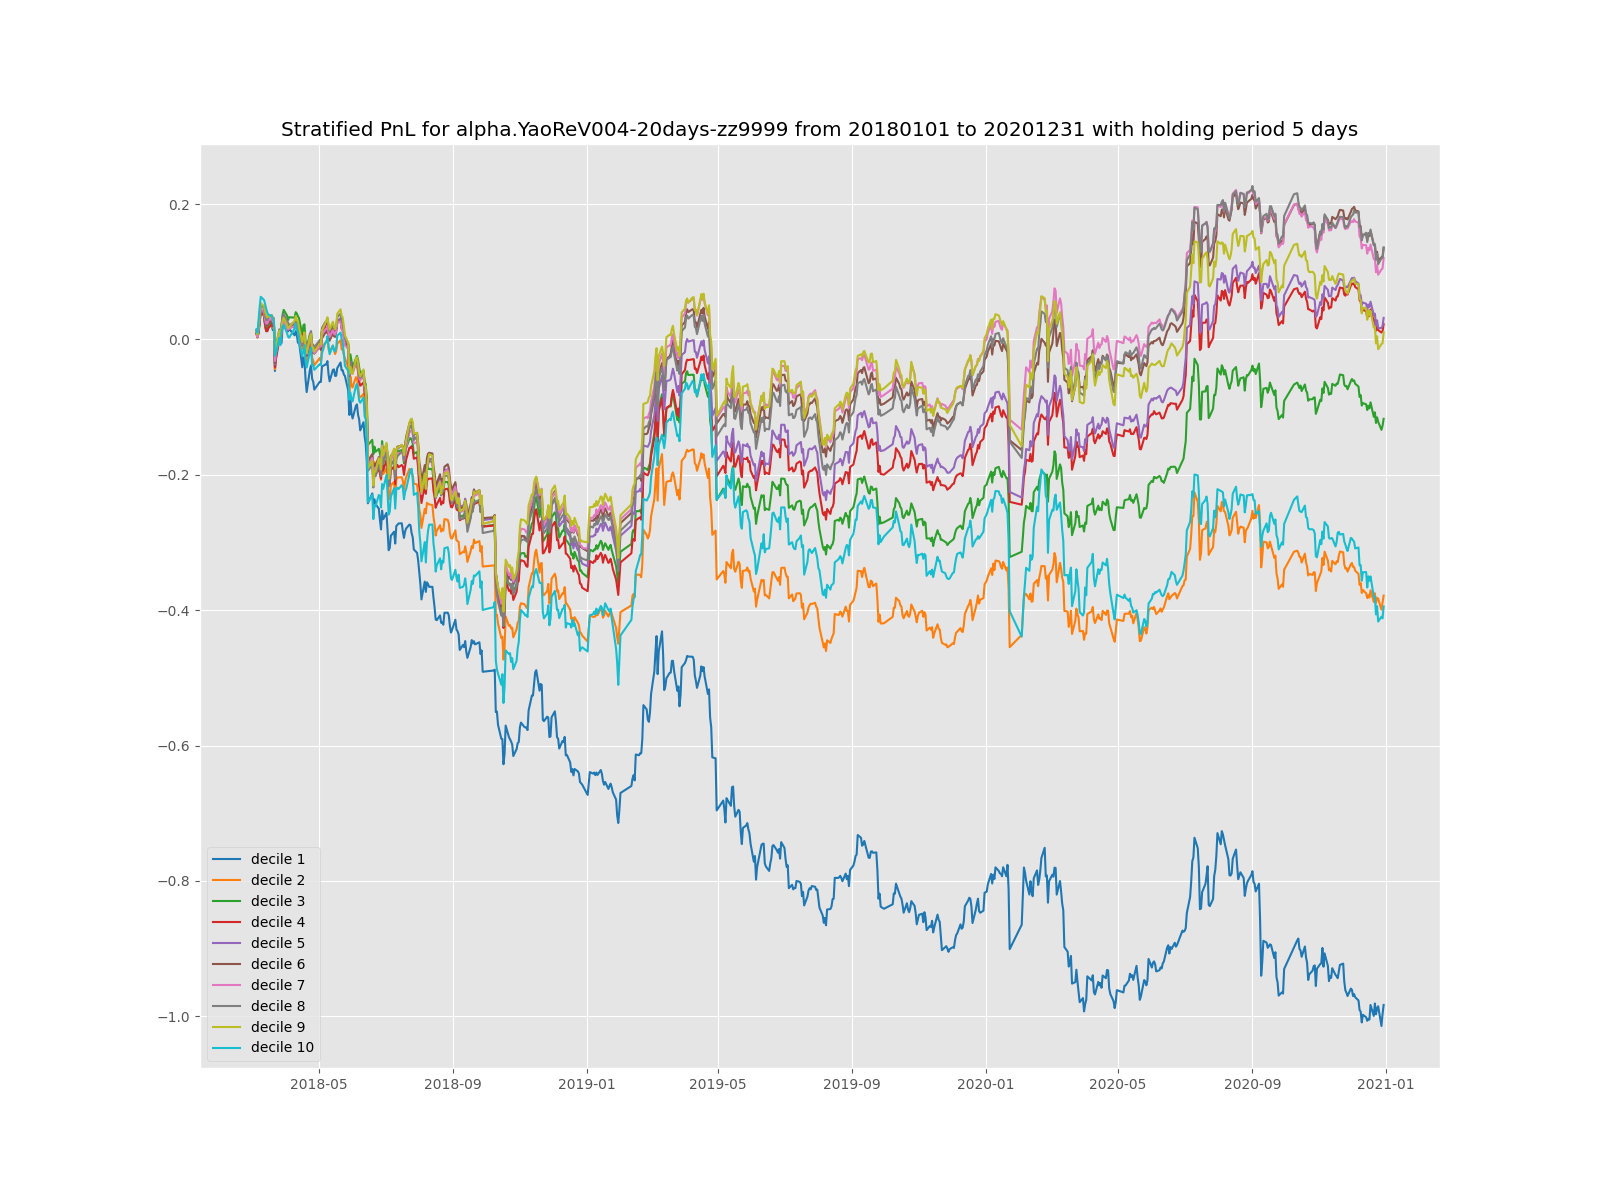 Stratified PnL for alpha.YaoReV004-20days-zz9999 from 20180101 to 20201231 with holding period 5 days
0.2
0.0
−0.2
−0.4
−0.6
−0.8
−1.0
decile 1
decile 2
decile 3
decile 4
decile 5
decile 6
decile 7
decile 8
decile 9
decile 10
2018-05
2018-09
2019-01
2019-05
2019-09
2020-01
2020-05
2020-09
2021-01